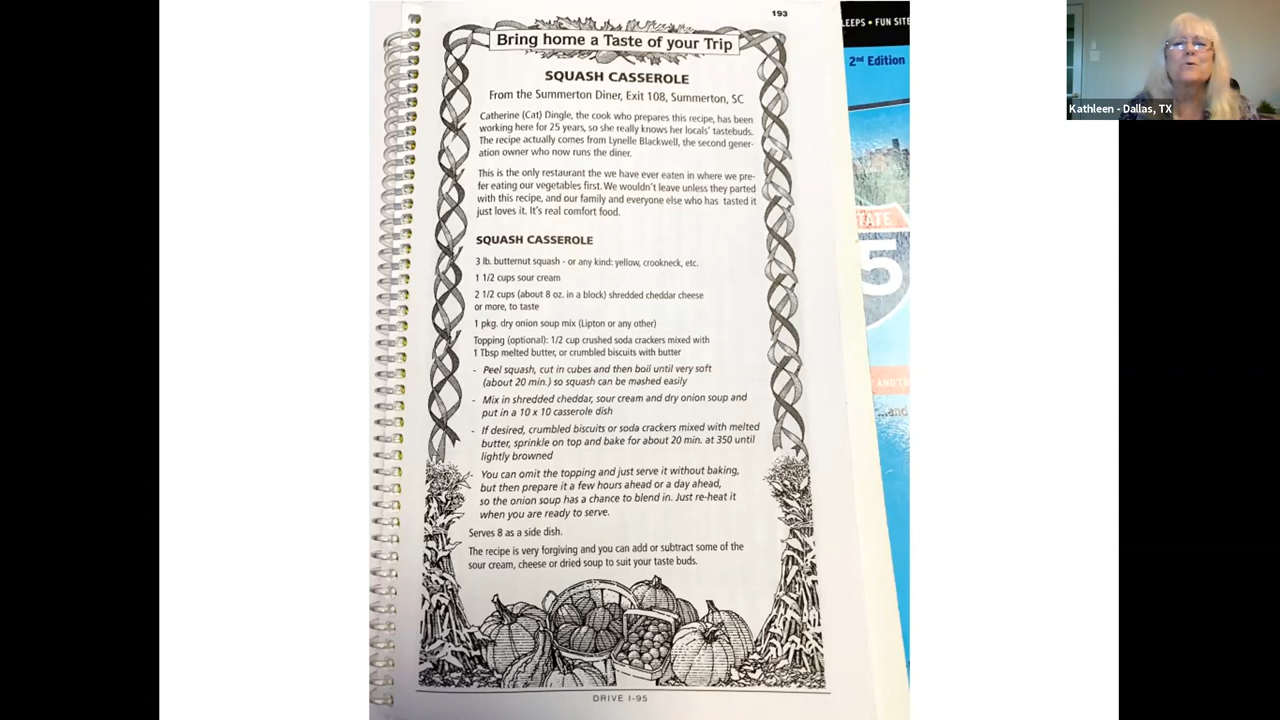 193
Bring home a Taste of your Trip
SQUASH CASSEROLE
From the Summerton Diner, Exit 108, Summerton, SC
Catherine (Cat) Dingle, the cook who prepares this recipe, has been
working here for 25 years, so she really knows her locals' tastebuds.
The recipe actually comes from Lynelle Blackwell, the second gener-
ation owner who now runs the diner.
This is the only restaurant the we have ever eaten in where we pre-
fer eating our vegetables first. We wouldn't leave unless they parted
with this recipe, and our family and everyone else who has tasted it
just loves it. It's real comfort food.
SQUASH CASSEROLE
3 lb. butternut squash - or any kind: yellow, crookneck, etc.
1 1/2 cups sour cream
2 1/2 cups (about 8 oz. in a block) shredded cheddar cheese
or more, to taste
1 pkg. dry onion soup mix (Lipton or any other)
Topping (optional): 1/2 cup crushed soda crackers mixed with
1 Tbsp melted butter, or crumbled biscuits with butter
- Peel squash, cut in cubes and then boil until very soft
(about 20 min.) so squash can be mashed easily
- Mix in shredded cheddar, sour cream and dry onion soup and
put in a 10 x 10 casserole dish
- If desired, crumbled biscuits or soda crackers mixed with melted
butter, sprinkle on top and bake for about 20 min. at 350 until
lightly browned
- You can omit the topping and just serve it without baking,
but then prepare it a few hours ahead or a day ahead,
so the onion soup has a chance to blend in. Just re-heat it
when you are ready to serve.
Serves 8 as a side dish.
The recipe is very forgiving and you can add or subtract some of the
sour cream, cheese or dried soup to suit your taste buds.
DRIVE I-95
LEEPS • FUN SITE
2nd Edition
TATE
5
AND T
...and
Kathleen - Dallas, TX